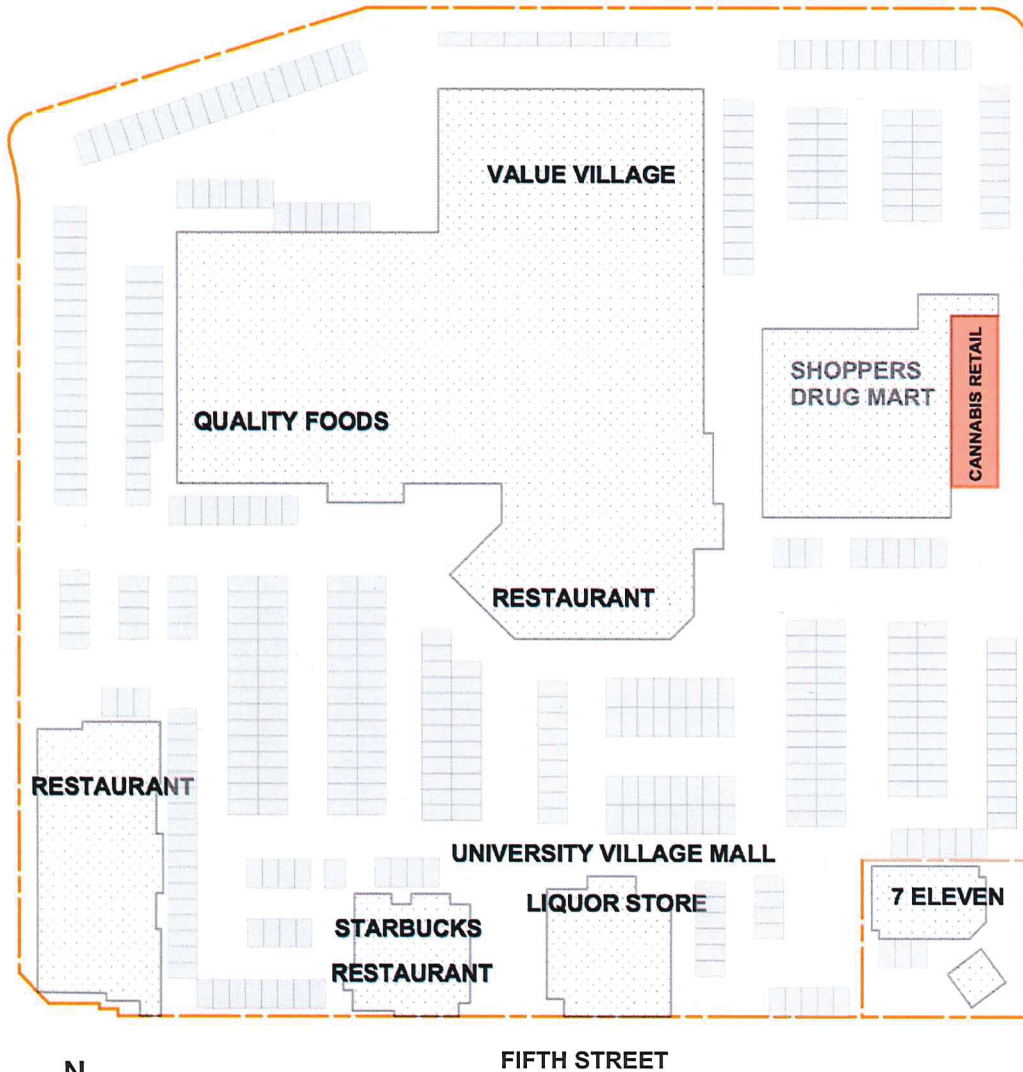 VALUE VILLAGE
SHOPPERS
DRUG MART
CANNABIS RETAIL
QUALITY FOODS
RESTAURANT
RESTAURANT
UNIVERSITY VILLAGE MALL
LIQUOR STORE
7 ELEVEN
STARBUCKS
RESTAURANT
FIFTH STREET
N